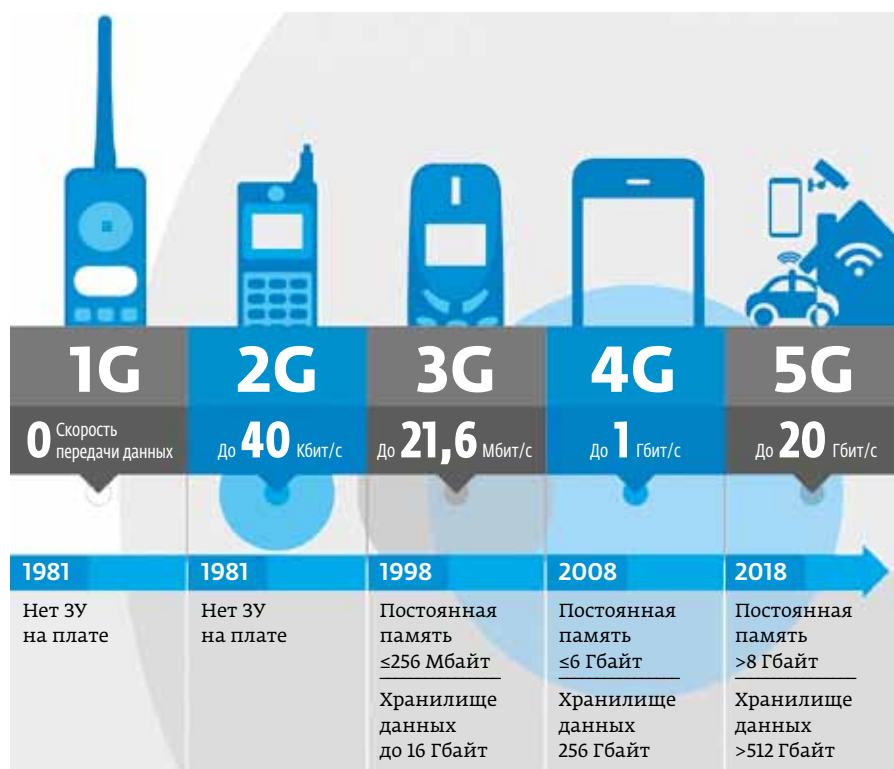 1G
2G
3G
4G
5G
0 Скорость
передачи данных
До 40 Кбит/с
До 21,6 Мбит/с
До 1 Гбит/с
До 20 Гбит/с
1981
1981
1998
2008
2018
Нет ЗУ
на плате
Нет ЗУ
на плате
Постоянная
память
≤256 Мбайт
Хранилище
данных
до 16 Гбайт
Постоянная
память
≤6 Гбайт
Хранилище
данных
256 Гбайт
Постоянная
память
>8 Гбайт
Хранилище
данных
>512 Гбайт